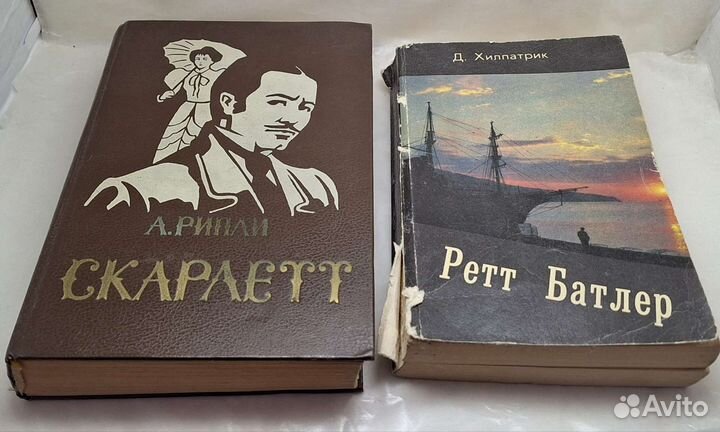 А. РИПЛИ
СКАРЛЕТТ
Д. Хилпатрик
Ретт Батлер
Avito